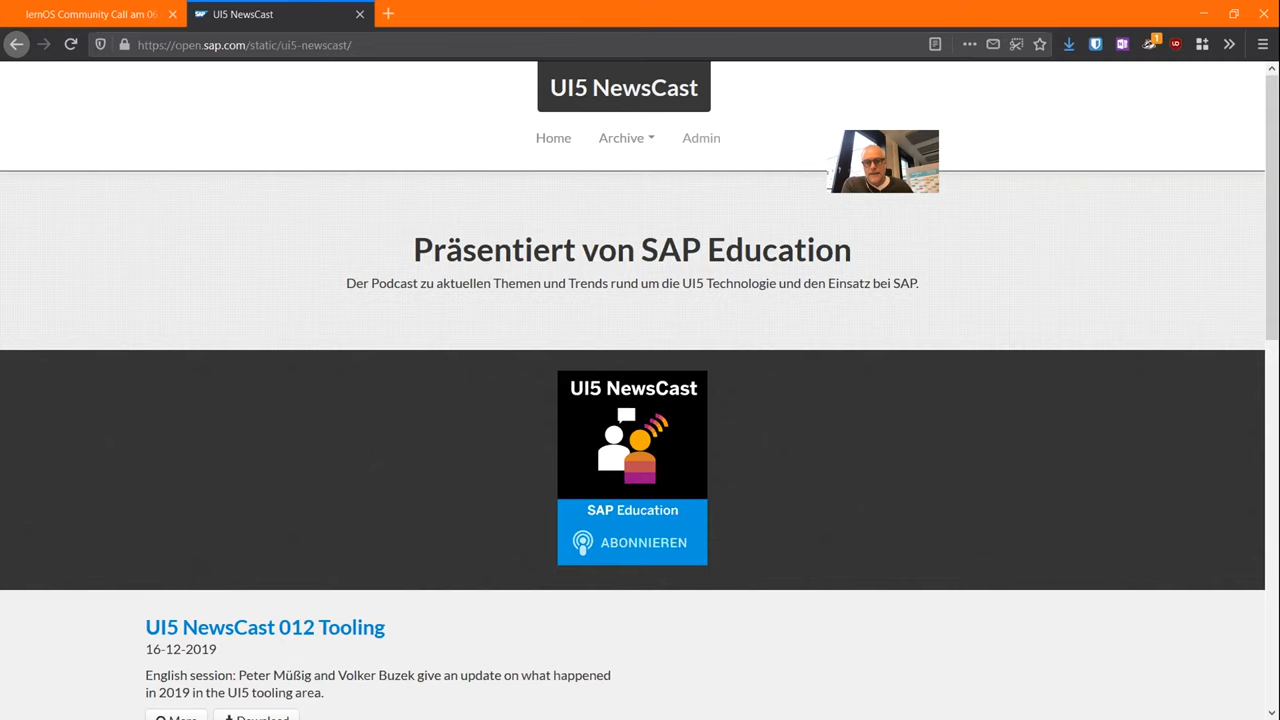 lernOS Community Call am 06.
UI5 NewsCast
https://open.sap.com/static/ui5-newscast/
1
UI5 NewsCast
Home Archive Admin
Präsentiert von SAP Education
Der Podcast zu aktuellen Themen und Trends rund um die UI5 Technologie und den Einsatz bei SAP.
UI5 NewsCast
SAP Education
ABONNIEREN
UI5 NewsCast 012 Tooling
16-12-2019
English session: Peter Müßig and Volker Buzek give an update on what happened
in 2019 in the UI5 tooling area.
More Download